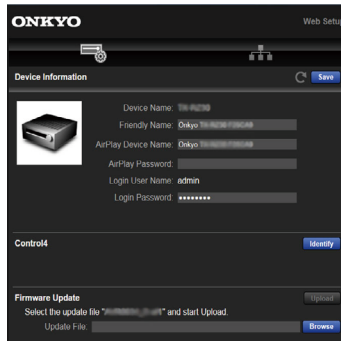 ONKYO
Web Setup
Device Information
Save
Device Name:
Friendly Name: Onkyo
AirPlay Device Name: Onkyo
AirPlay Password:
Login User Name: admin
Login Password: ••••••••
Control4
Identify
Firmware Update
Upload
Select the update file " " and start Upload.
Update File:
Browse